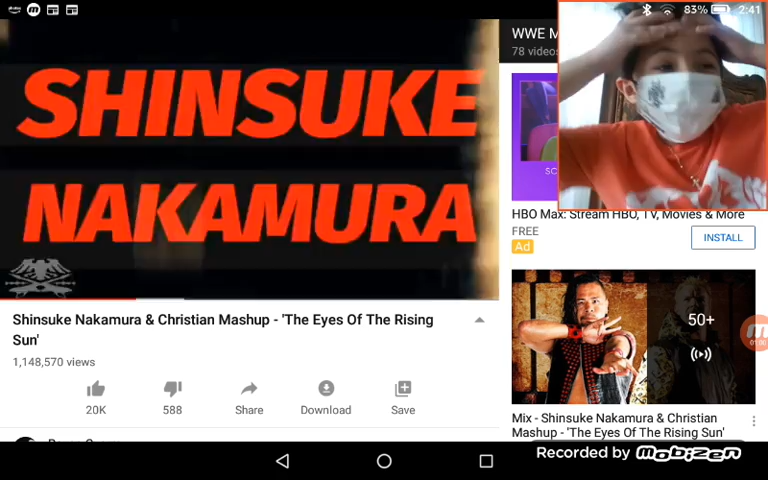 83% 2:41
SHINSUKE
NAKAMURA
WWE M
78 videos
HBO Max: Stream HBO, TV, Movies & More
FREE
Ad
INSTALL
Shinsuke Nakamura & Christian Mashup - 'The Eyes Of The Rising
Sun'
1,148,570 views
20K
588
Share
Download
Save
50+
Mix - Shinsuke Nakamura & Christian
Mashup - 'The Eyes Of The Rising Sun'
Recorded by Mobizen